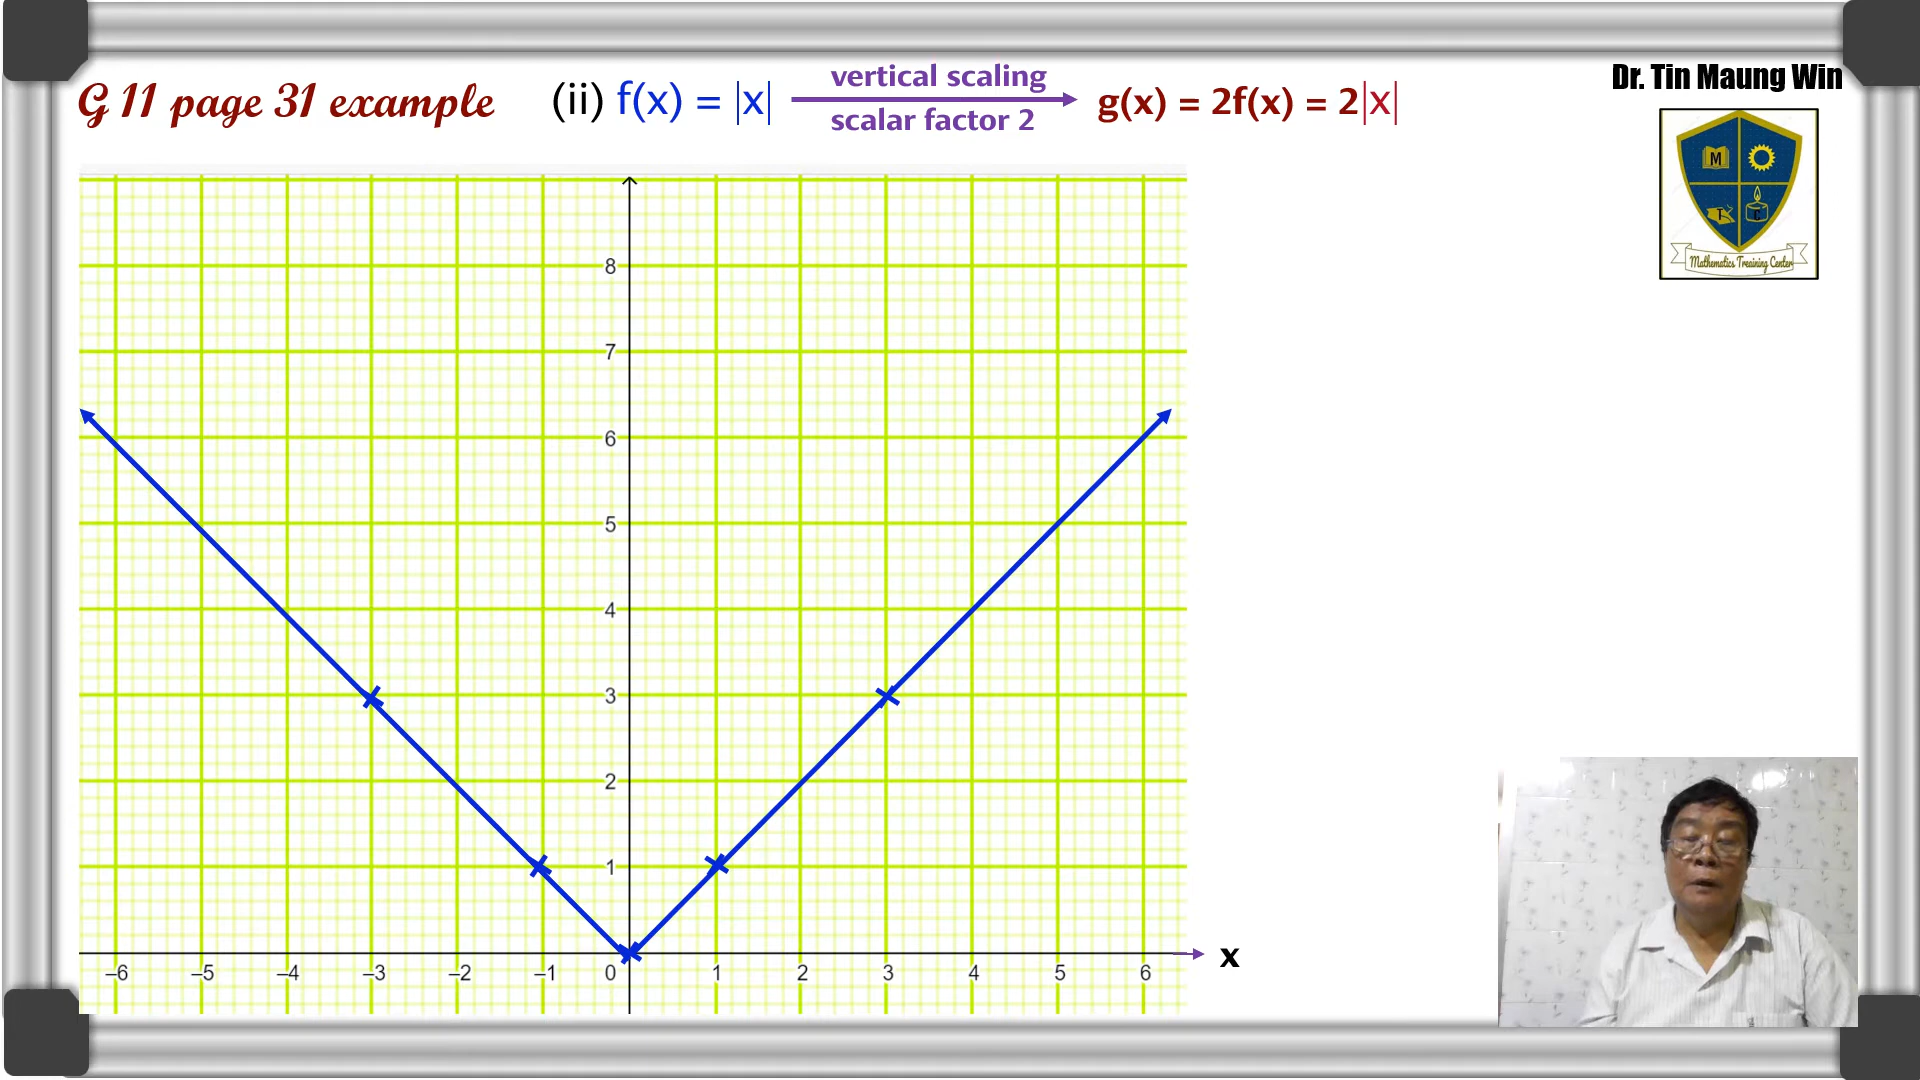 G 11 page 31 example
(ii) f(x) = |x|
vertical scaling
scalar factor 2
g(x) = 2f(x) = 2|x|
Dr. Tin Maung Win
M
T
C
Mathematics Treaining Center
8
7
6
5
4
3
2
1
–6 –5 –4 –3 –2 –1 0 1 2 3 4 5 6
x